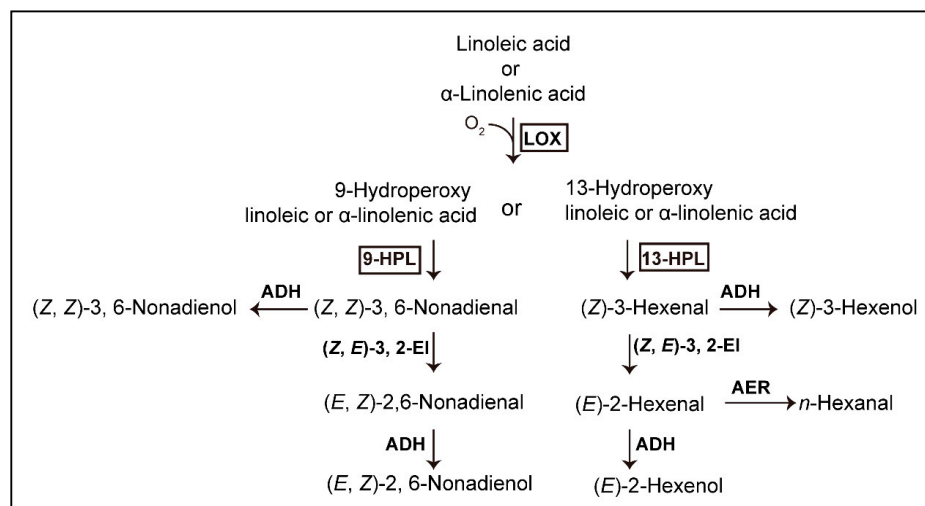 Linoleic acid
or
α-Linolenic acid
O₂
LOX
9-Hydroperoxy
linoleic or α-linolenic acid
or
13-Hydroperoxy
linoleic or α-linolenic acid
9-HPL
13-HPL
(Z, Z)-3, 6-Nonadienol
ADH
(Z, Z)-3, 6-Nonadienal
(Z)-3-Hexenal
ADH
(Z)-3-Hexenol
(Z, E)-3, 2-EI
(Z, E)-3, 2-EI
(E, Z)-2,6-Nonadienal
(E)-2-Hexenal
AER
n-Hexanal
ADH
ADH
(E, Z)-2, 6-Nonadienol
(E)-2-Hexenol